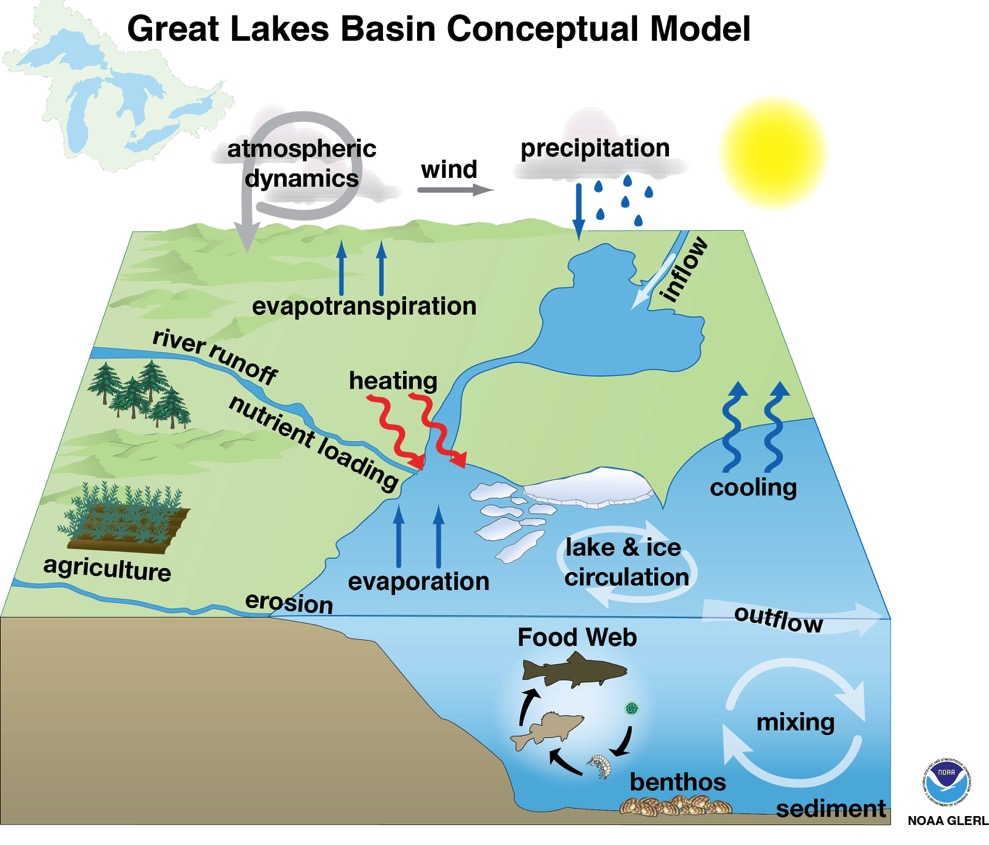 Great Lakes Basin Conceptual Model
atmospheric
dynamics
wind
precipitation
inflow
evapotranspiration
river runoff
heating
nutrient loading
cooling
lake & ice
circulation
agriculture
evaporation
erosion
outflow
Food Web
mixing
benthos
sediment
NOAA
NOAA GLERL